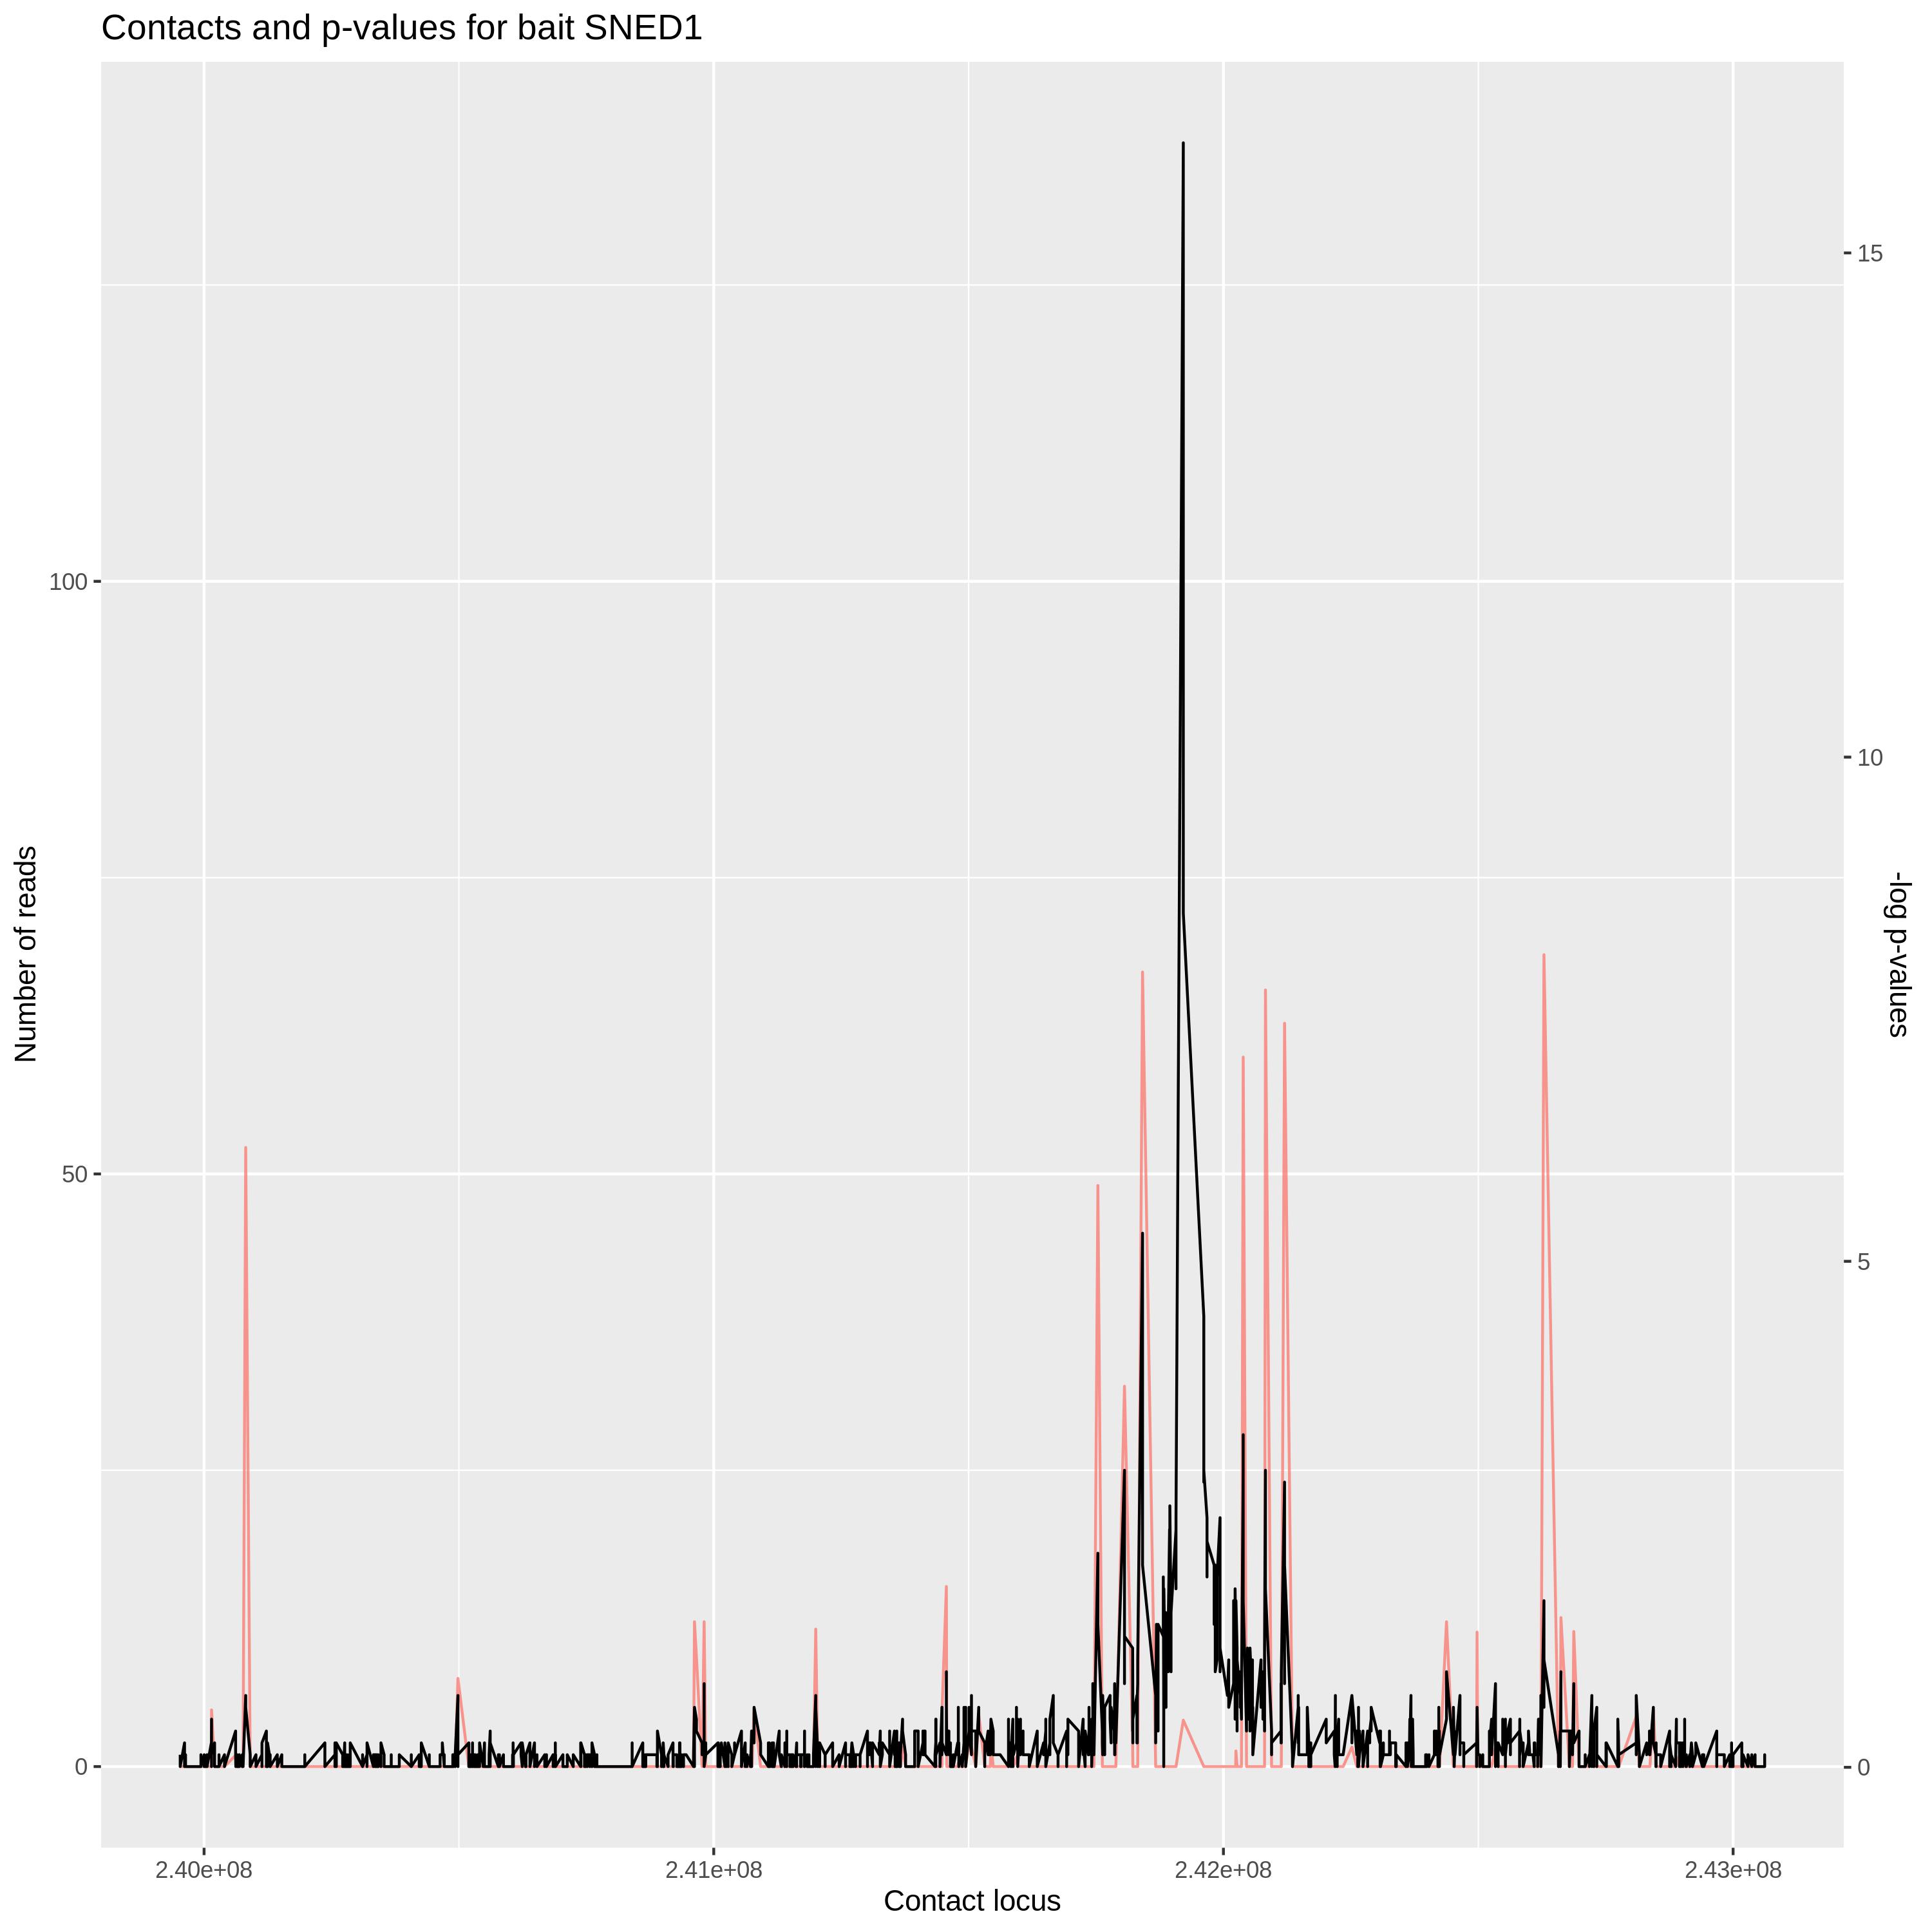 Contacts and p-values for bait SNED1
Number of reads
100
50
0
15
10
5
0
-log p-values
2.40e+08
2.41e+08
2.42e+08
2.43e+08
Contact locus